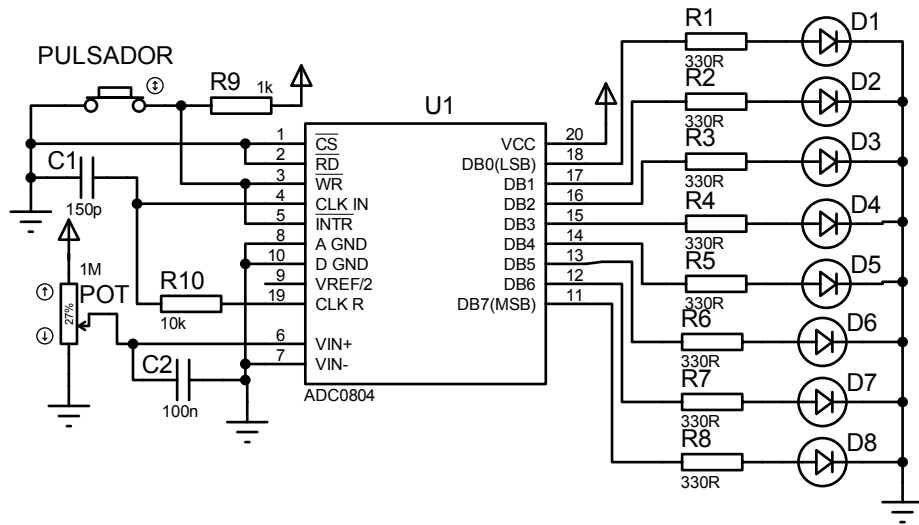 PULSADOR
R9
1k
C1
150p
1M
POT
27%
R10
10k
C2
100n
U1
1
CS
2
RD
3
WR
4
CLK IN
5
INTR
8
A GND
10
D GND
9
VREF/2
19
CLK R
6
VIN+
7
VIN-
VCC
20
DB0(LSB)
18
DB1
17
DB2
16
DB3
15
DB4
14
DB5
13
DB6
12
DB7(MSB)
11
ADC0804
R1
330R
D1
R2
330R
D2
R3
330R
D3
R4
330R
D4
R5
330R
D5
R6
330R
D6
R7
330R
D7
R8
330R
D8